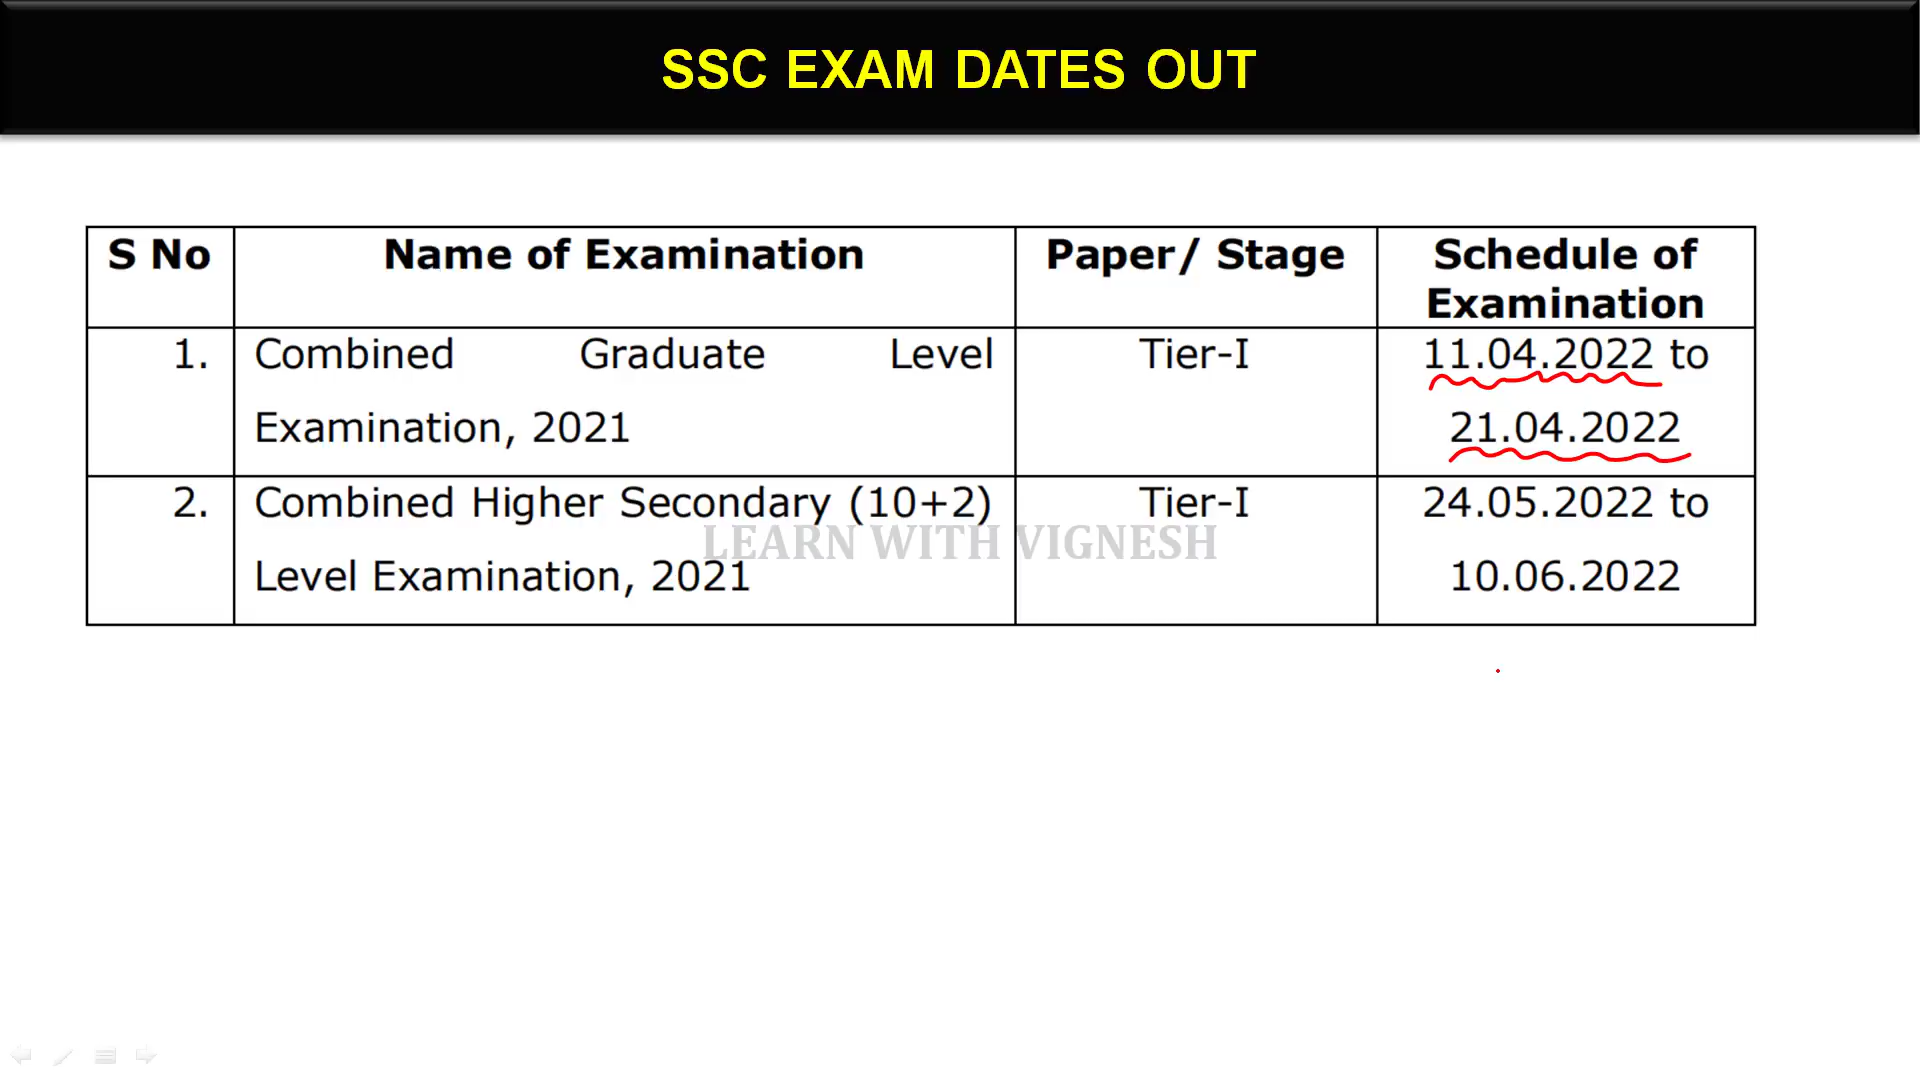 SSC EXAM DATES OUT
S No Name of Examination Paper/ Stage Schedule of Examination
1. Combined Graduate Level Tier-I 11.04.2022 to
Examination, 2021 21.04.2022
2. Combined Higher Secondary (10+2) Tier-I 24.05.2022 to
LEARN WITH VIGNESH
Level Examination, 2021 10.06.2022